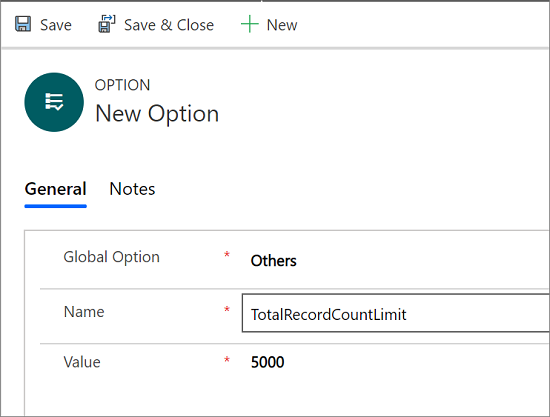 Save Save & Close New
OPTION
New Option
General Notes
Global Option * Others
Name * TotalRecordCountLimit
Value * 5000